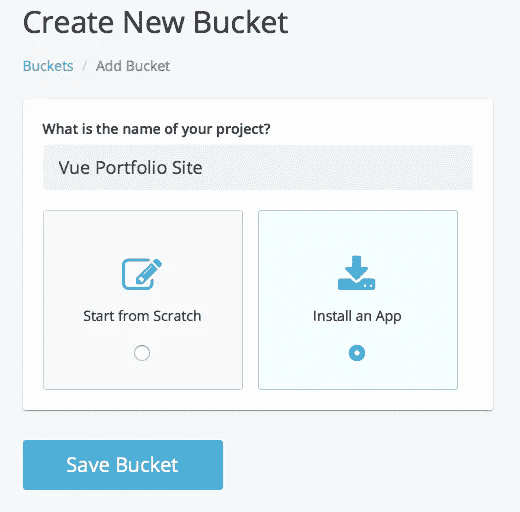 Create New Bucket
Buckets / Add Bucket
What is the name of your project?
Vue Portfolio Site
Start from Scratch
Install an App
Save Bucket